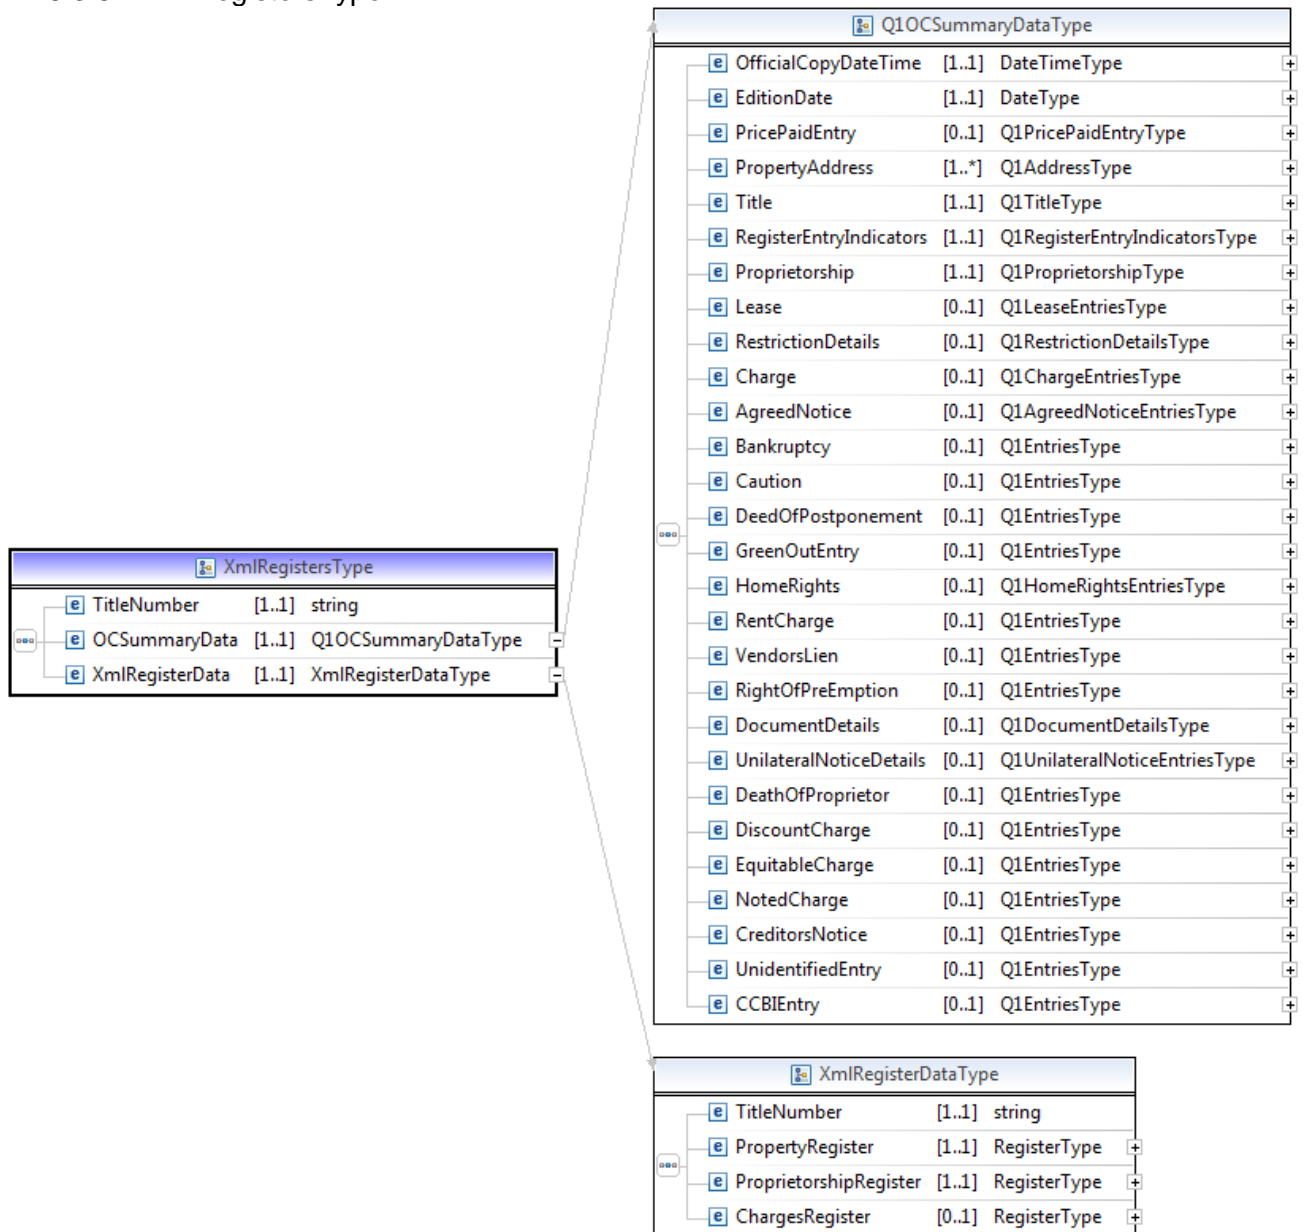 Q1OCSummaryDataType
OfficialCopyDateTime [1..1] DateTimeType
EditionDate [1..1] DateType
PricePaidEntry [0..1] Q1PricePaidEntryType
PropertyAddress [1..*] Q1AddressType
Title [1..1] Q1TitleType
RegisterEntryIndicators [1..1] Q1RegisterEntryIndicatorsType
Proprietorship [1..1] Q1ProprietorshipType
Lease [0..1] Q1LeaseEntriesType
RestrictionDetails [0..1] Q1RestrictionDetailsType
Charge [0..1] Q1ChargeEntriesType
AgreedNotice [0..1] Q1AgreedNoticeEntriesType
Bankruptcy [0..1] Q1EntriesType
Caution [0..1] Q1EntriesType
DeedOfPostponement [0..1] Q1EntriesType
GreenOutEntry [0..1] Q1EntriesType
HomeRights [0..1] Q1HomeRightsEntriesType
RentCharge [0..1] Q1EntriesType
VendorsLien [0..1] Q1EntriesType
RightOfPreEmption [0..1] Q1EntriesType
DocumentDetails [0..1] Q1DocumentDetailsType
UnilateralNoticeDetails [0..1] Q1UnilateralNoticeEntriesType
DeathOfProprietor [0..1] Q1EntriesType
DiscountCharge [0..1] Q1EntriesType
EquitableCharge [0..1] Q1EntriesType
NotedCharge [0..1] Q1EntriesType
CreditorsNotice [0..1] Q1EntriesType
UnidentifiedEntry [0..1] Q1EntriesType
CCBIEntry [0..1] Q1EntriesType
XmlRegistersType
TitleNumber [1..1] string
OCSummaryData [1..1] Q1OCSummaryDataType
XmlRegisterData [1..1] XmlRegisterDataType
XmlRegisterDataType
TitleNumber [1..1] string
PropertyRegister [1..1] RegisterType
ProprietorshipRegister [1..1] RegisterType
ChargesRegister [0..1] RegisterType